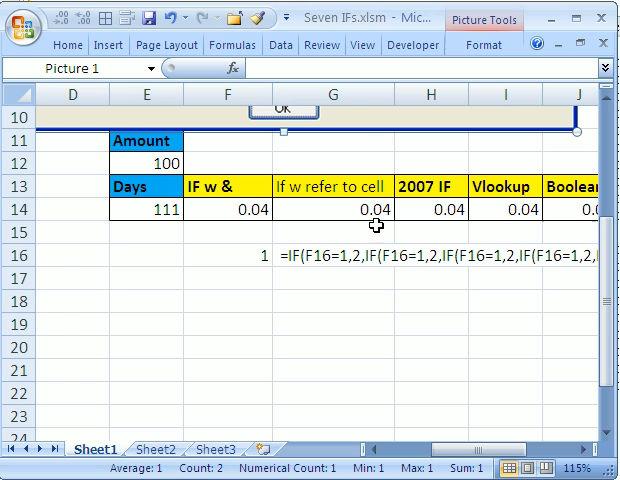 Seven IFs.xlsm - Mic...
Picture Tools
Home Insert Page Layout Formulas Data Review View Developer Format
Picture 1 fx
D E F G H I J
10 OK
11 Amount
12 100
13 Days IF w & If w refer to cell 2007 IF Vlookup Boolean
14 111 0.04 0.04 0.04 0.04 0.0
15
16 1 =IF(F16=1,2,IF(F16=1,2,IF(F16=1,2,IF(F16=1,2,I
17
18
19
20
21
22
23
24
Sheet1 Sheet2 Sheet3
Average: 1 Count: 2 Numerical Count: 1 Min: 1 Max: 1 Sum: 1 115%